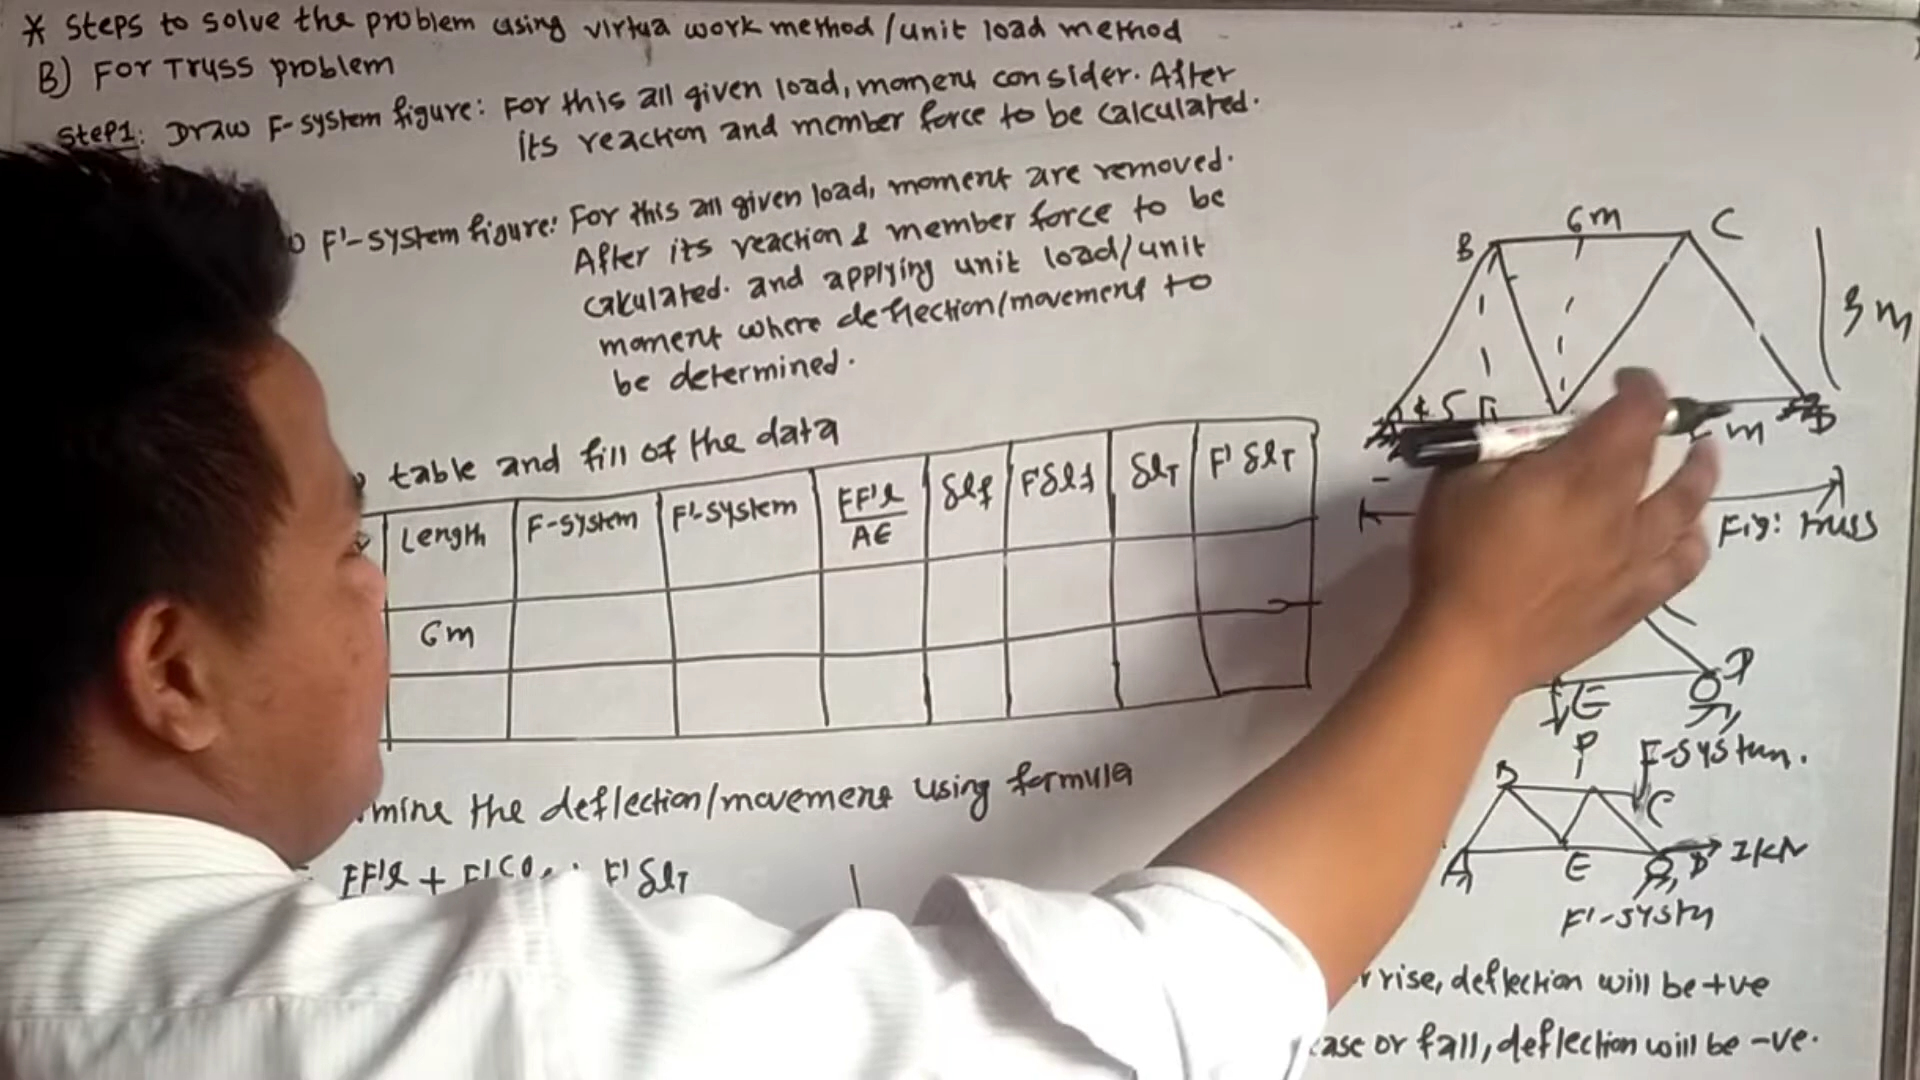 * Steps to solve the problem using virtua work method/unit load method
B) For Truss problem
Step1: Draw F-system figure: For this all given load, moment consider. After
its reaction and member force to be calculated.
F'-system figure: For this all given load, moment are removed.
After its reaction & member force to be
calculated. and applying unit load/unit
moment where deflection/movement to
be determined.
table and fill of the data
Length F-system F'-system FF'l/AE δlf F'δlf δlT F'δlT
6m
the deflection/movement using formula
FF'l + F'δlT
B 6m C
3m
D
m
Fig: truss
E D
P F-system.
B C
A E D 1kN
F'-systm
rise, deflection will be +ve
or fall, deflection will be -ve.